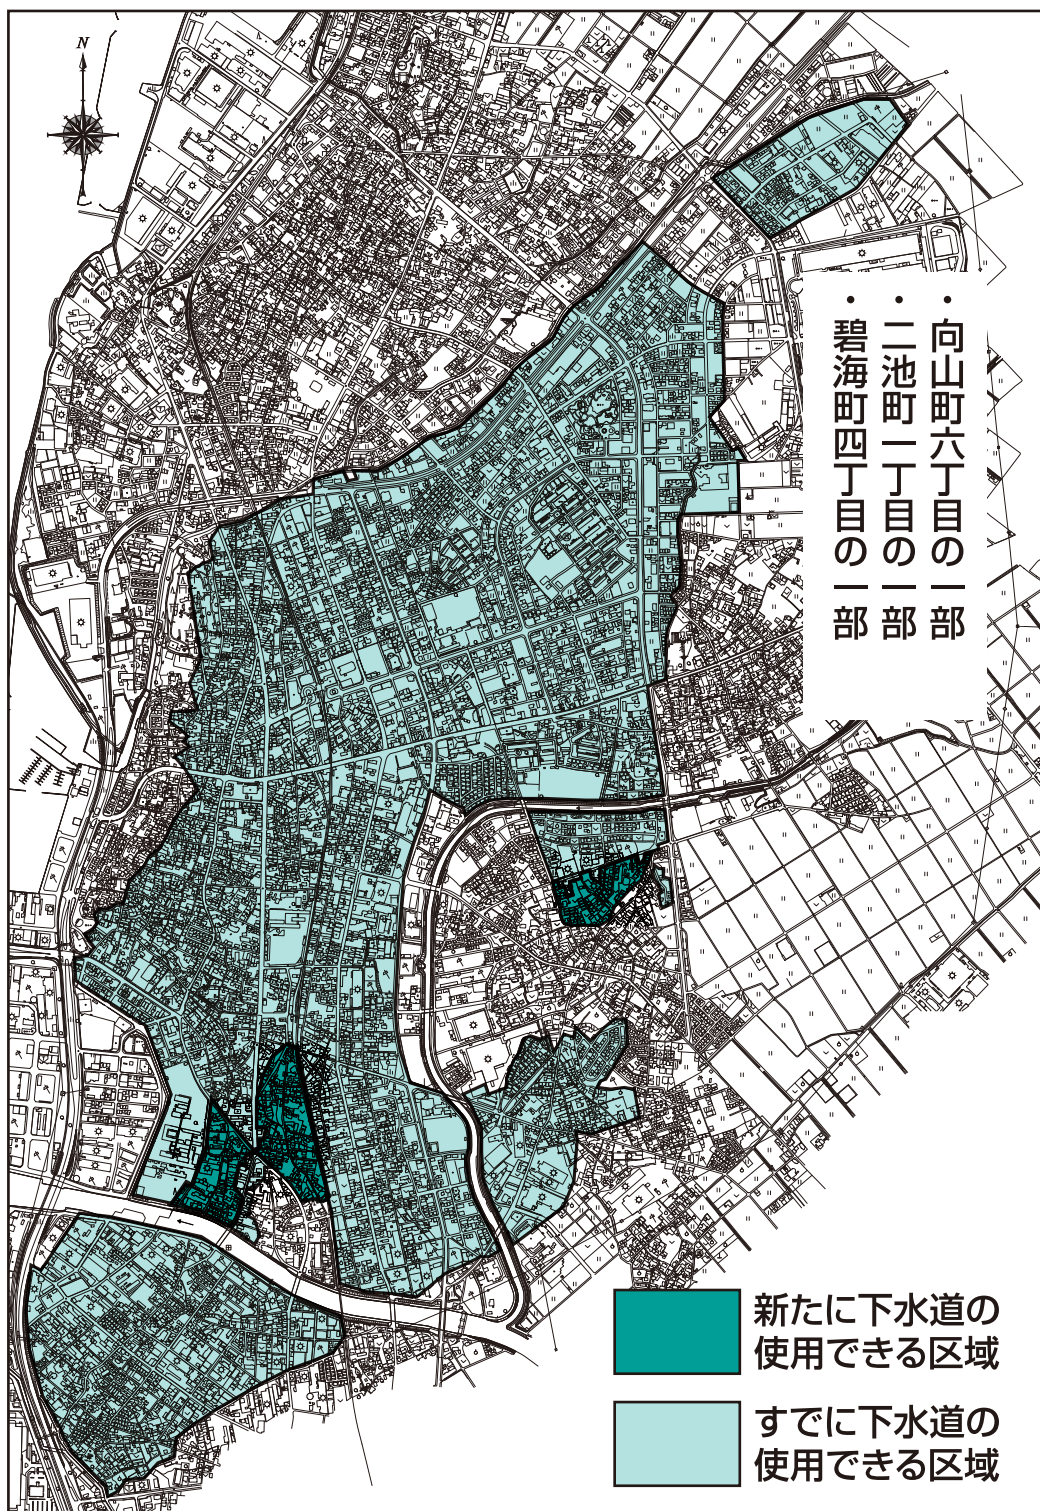 N
・向山町六丁目の一部
・二池町一丁目の一部
・碧海町四丁目の一部
新たに下水道の
使用できる区域
すでに下水道の
使用できる区域